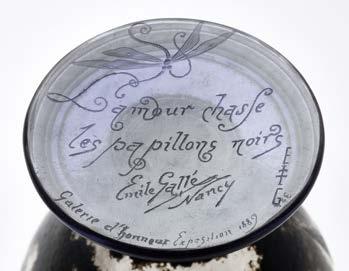 L'amour chasse
les papillons noirs
Emile Gallé
Nancy
Galerie d'honneur Exposition 1889